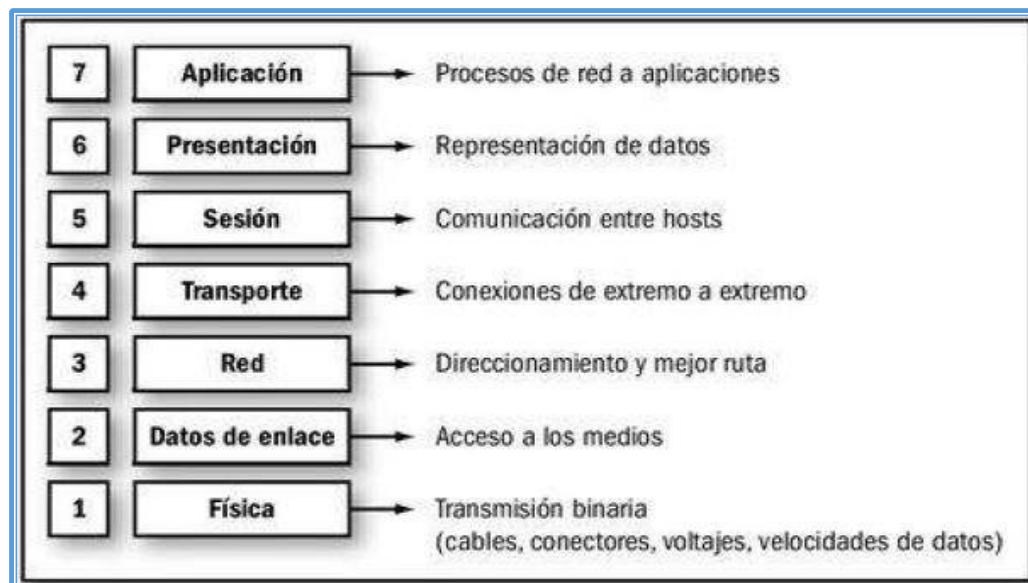 7 Aplicación Procesos de red a aplicaciones
6 Presentación Representación de datos
5 Sesión Comunicación entre hosts
4 Transporte Conexiones de extremo a extremo
3 Red Direccionamiento y mejor ruta
2 Datos de enlace Acceso a los medios
1 Física Transmisión binaria
(cables, conectores, voltajes, velocidades de datos)